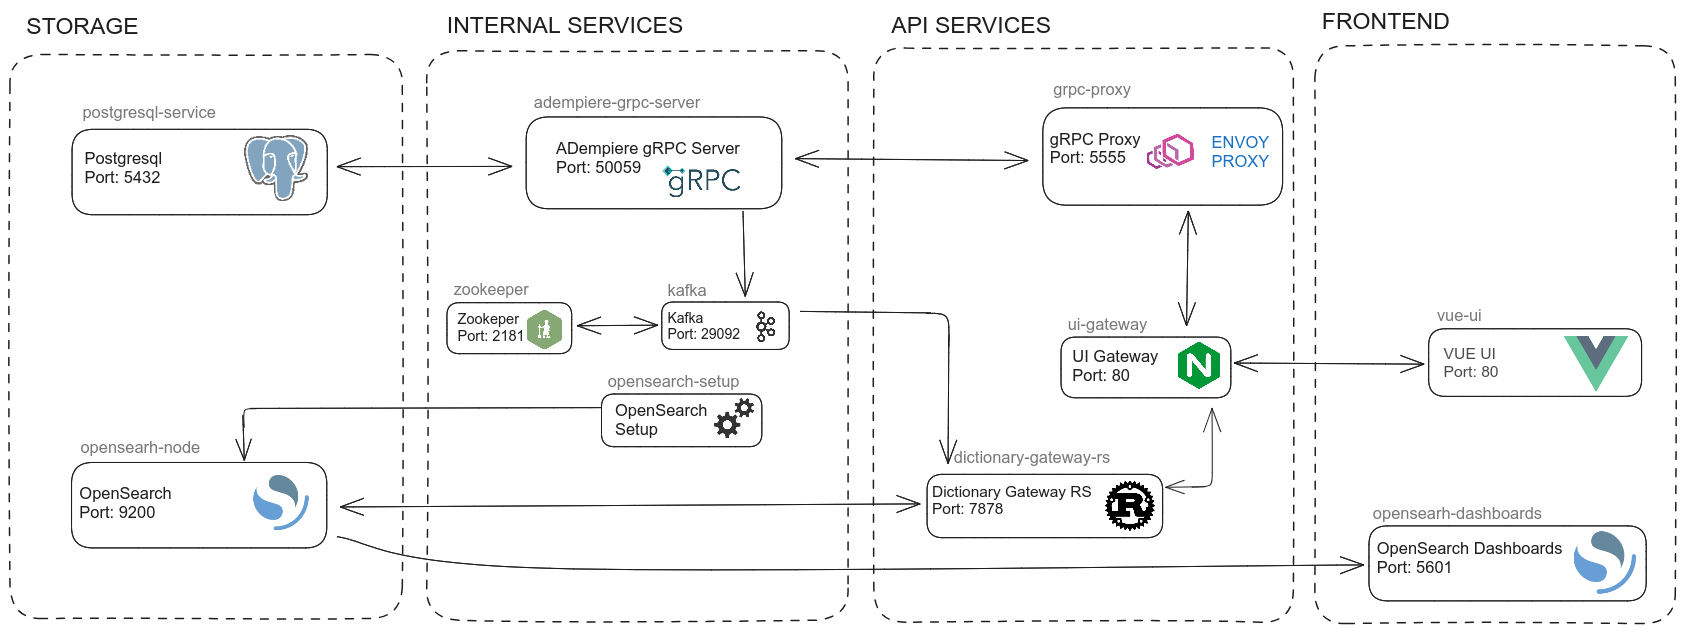 STORAGE
postgresql-service
Postgresql
Port: 5432
opensearh-node
OpenSearch
Port: 9200
INTERNAL SERVICES
adempiere-grpc-server
ADempiere gRPC Server
Port: 50059
gRPC
zookeeper
Zookeper
Port: 2181
kafka
Kafka
Port: 29092
opensearch-setup
OpenSearch
Setup
API SERVICES
grpc-proxy
gRPC Proxy
Port: 5555
ENVOY
PROXY
ui-gateway
UI Gateway
Port: 80
N
dictionary-gateway-rs
Dictionary Gateway RS
Port: 7878
R
FRONTEND
vue-ui
VUE UI
Port: 80
opensearh-dashboards
OpenSearch Dashboards
Port: 5601